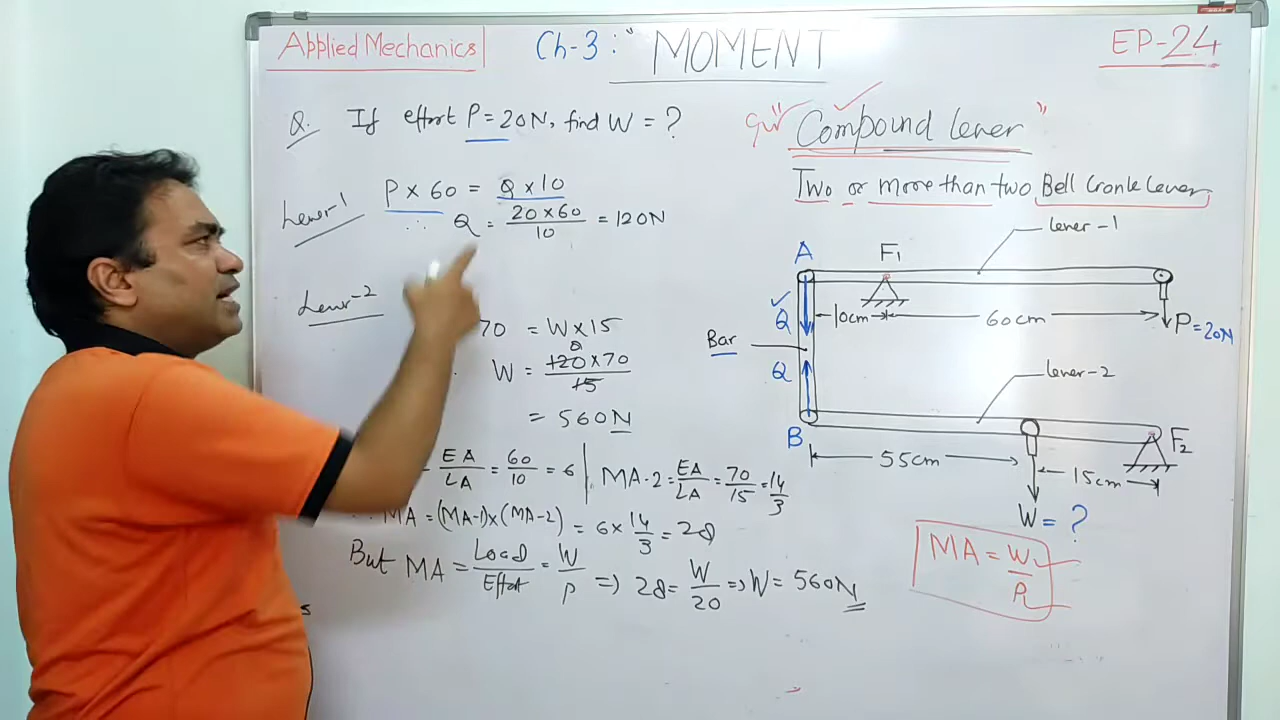 Applied Mechanics
Ch-3: "MOMENT
EP-24
Q. If effort P = 20N, find W = ?
"Compound lever"
Two or more than two Bell Crank Lever
Lever-1
P × 60 = Q × 10
∴ Q = 20×60/10 = 120N
Lever-2
70 = W×15
W = 120×70/15
8
= 560N
EA/LA = 60/10 = 6
MA-2 = EA/LA = 70/15 = 14/3
MA = (MA-1)×(MA-2) = 6 × 14/3 = 28
But MA = Load/Effort = W/P => 28 = W/20 => W = 560N
lever-1
A
F1
Q
10cm
60cm
P = 20N
Bar
Q
lever-2
B
F2
55cm
15cm
W = ?
MA = W/P